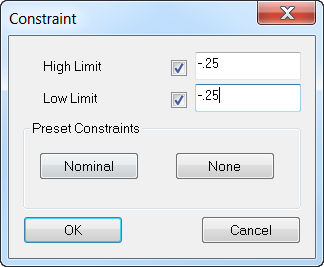 Constraint
High Limit -.25
Low Limit -.25
Preset Constraints
Nominal None
OK Cancel